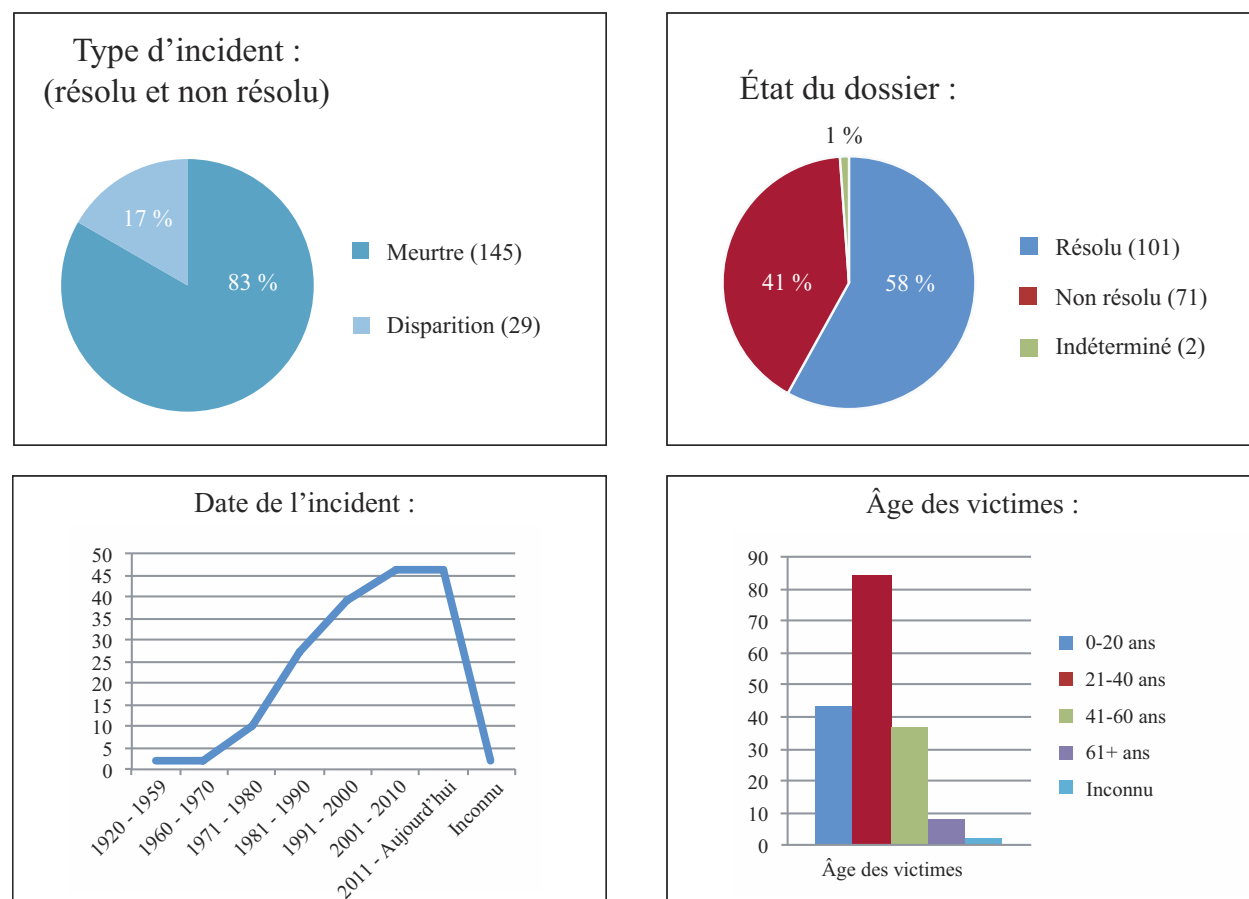 Type d’incident :
(résolu et non résolu)
17 %
83 %
Meurtre (145)
Disparition (29)
État du dossier :
1 %
41 %
58 %
Résolu (101)
Non résolu (71)
Indéterminé (2)
Date de l’incident :
50
45
40
35
30
25
20
15
10
5
0
1920 - 1959
1960 - 1970
1971 - 1980
1981 - 1990
1991 - 2000
2001 - 2010
2011 - Aujourd’hui
Inconnu
Âge des victimes :
90
80
70
60
50
40
30
20
10
0
Âge des victimes
0-20 ans
21-40 ans
41-60 ans
61+ ans
Inconnu